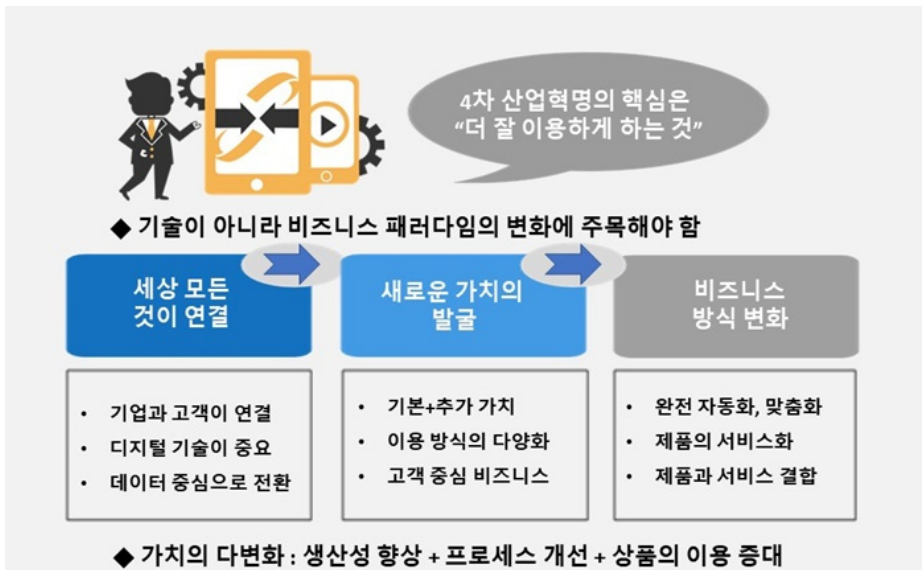 4차 산업혁명의 핵심은
“더 잘 이용하게 하는 것”
◆ 기술이 아니라 비즈니스 패러다임의 변화에 주목해야 함
세상 모든
것이 연결
새로운 가치의
발굴
비즈니스
방식 변화
• 기업과 고객이 연결
• 디지털 기술이 중요
• 데이터 중심으로 전환
• 기본+추가 가치
• 이용 방식의 다양화
• 고객 중심 비즈니스
• 완전 자동화, 맞춤화
• 제품의 서비스화
• 제품과 서비스 결합
◆ 가치의 다변화 : 생산성 향상 + 프로세스 개선 + 상품의 이용 증대